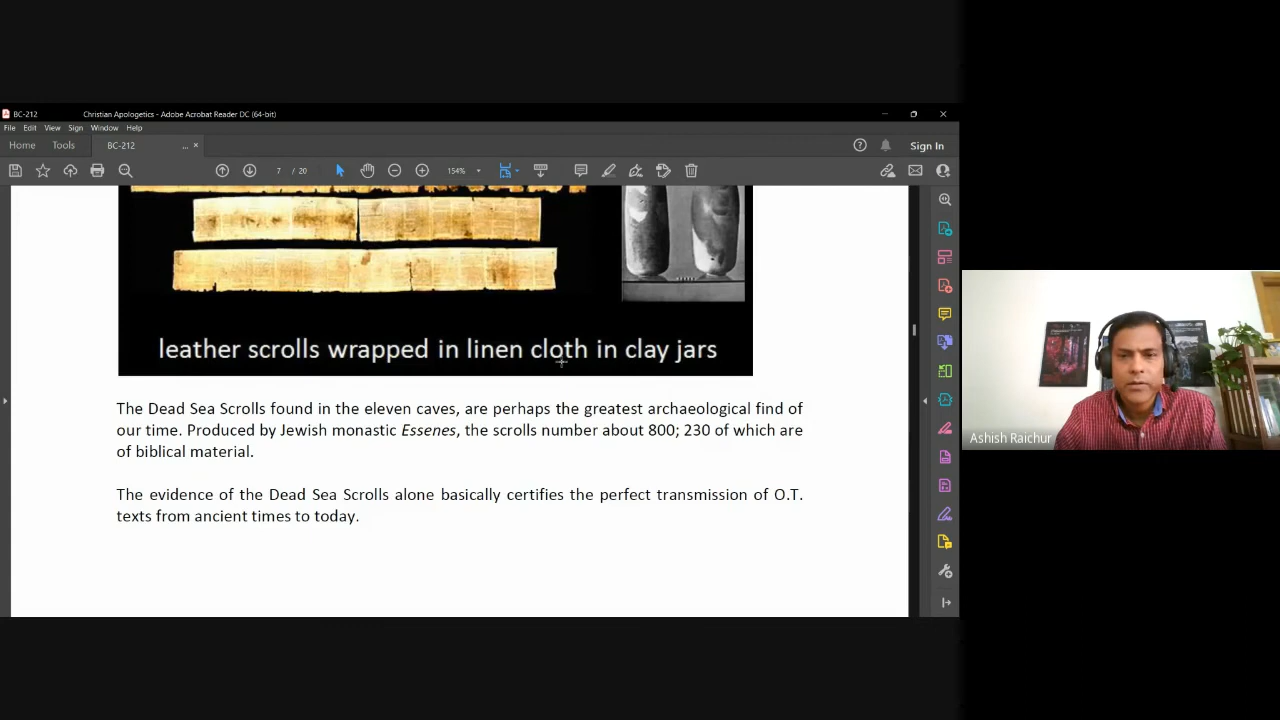 BC-212 Christian Apologetics - Adobe Acrobat Reader DC (64-bit)
File Edit View Sign Window Help
Home Tools BC-212 ... × Sign In
7 / 20 154%
leather scrolls wrapped in linen cloth in clay jars
The Dead Sea Scrolls found in the eleven caves, are perhaps the greatest archaeological find of
our time. Produced by Jewish monastic Essenes, the scrolls number about 800; 230 of which are
of biblical material.
The evidence of the Dead Sea Scrolls alone basically certifies the perfect transmission of O.T.
texts from ancient times to today.
Ashish Raichur